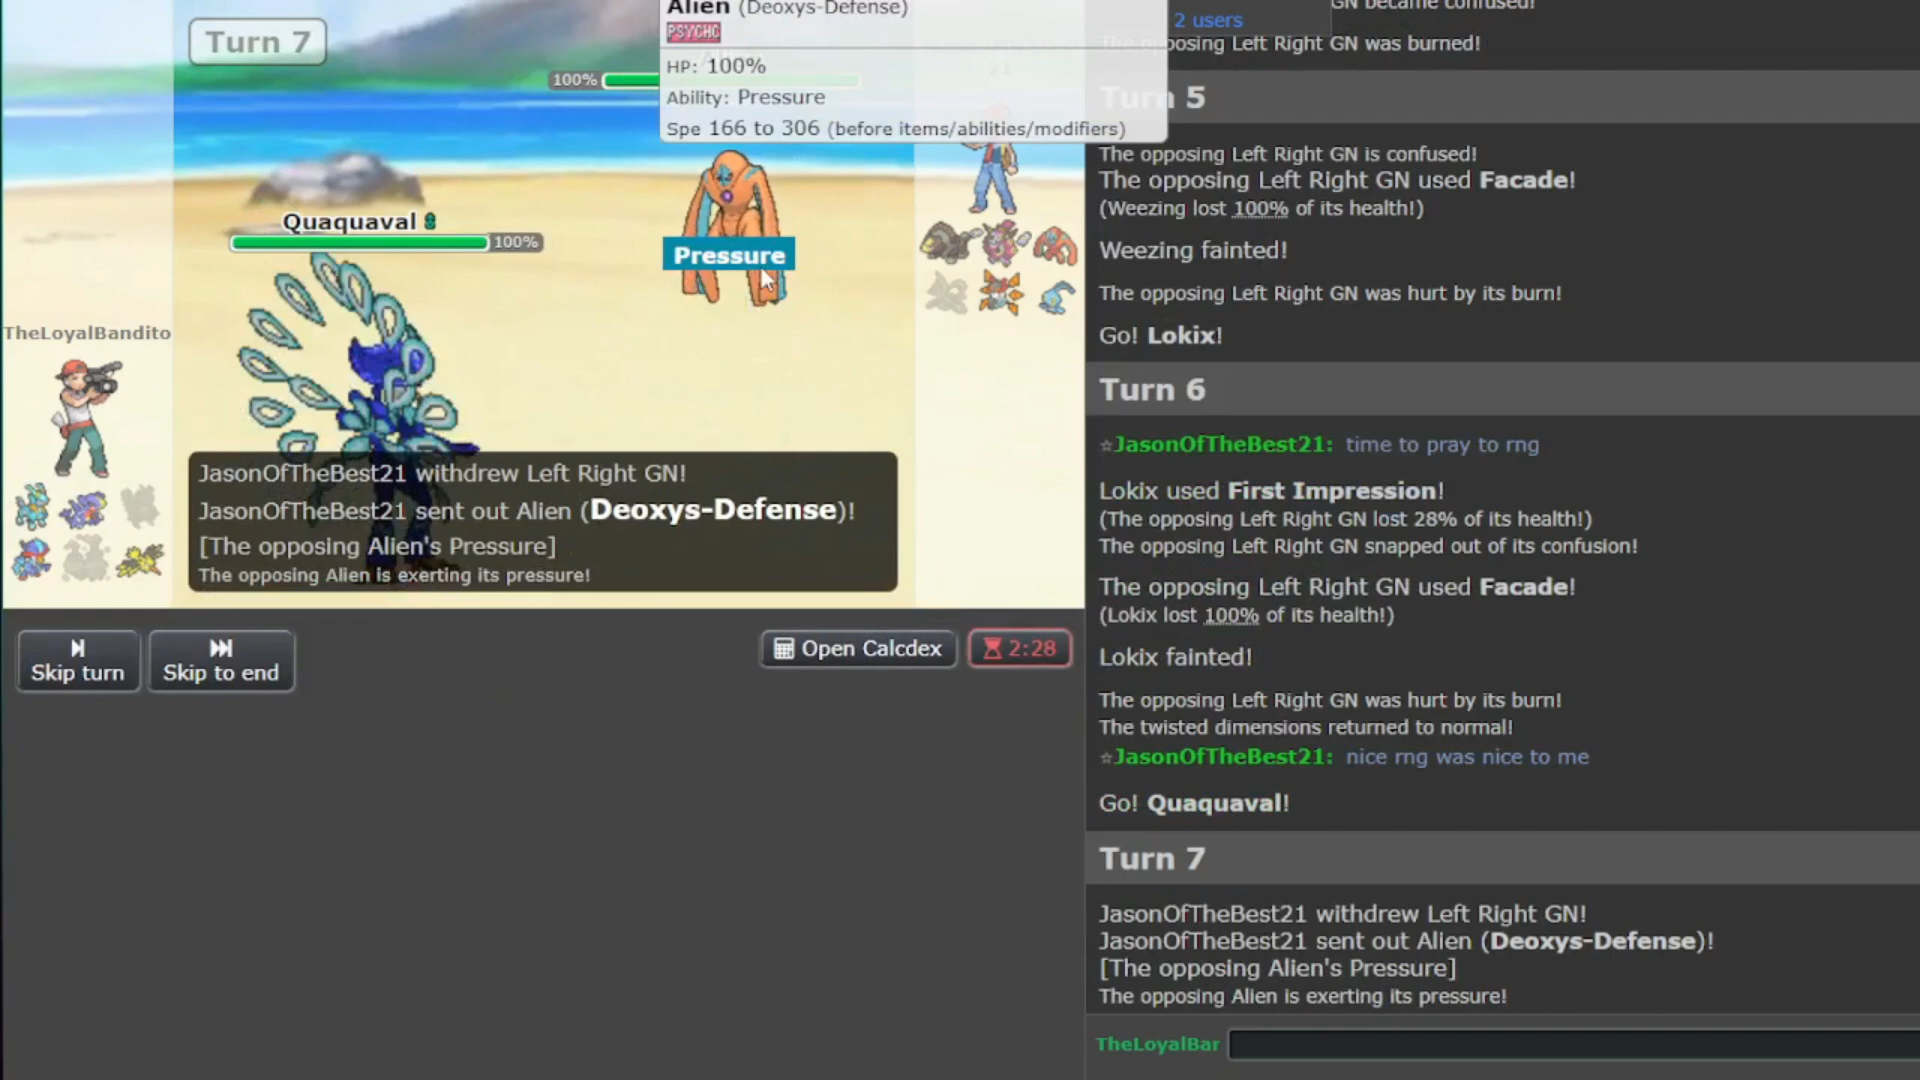 Turn 7
100%
Alien (Deoxys-Defense)
PSYCHC
HP: 100%
Ability: Pressure
Spe 166 to 306 (before items/abilities/modifiers)
Quaquaval
100%
Pressure
TheLoyalBandito
JasonOfTheBest21 withdrew Left Right GN!
JasonOfTheBest21 sent out Alien (Deoxys-Defense)!
[The opposing Alien's Pressure]
The opposing Alien is exerting its pressure!
Skip turn
Skip to end
Open Calcdex
2:28
2 users
GN became confused!
The opposing Left Right GN was burned!
Turn 5
The opposing Left Right GN is confused!
The opposing Left Right GN used Facade!
(Weezing lost 100% of its health!)
Weezing fainted!
The opposing Left Right GN was hurt by its burn!
Go! Lokix!
Turn 6
☆JasonOfTheBest21: time to pray to rng
Lokix used First Impression!
(The opposing Left Right GN lost 28% of its health!)
The opposing Left Right GN snapped out of its confusion!
The opposing Left Right GN used Facade!
(Lokix lost 100% of its health!)
Lokix fainted!
The opposing Left Right GN was hurt by its burn!
The twisted dimensions returned to normal!
☆JasonOfTheBest21: nice rng was nice to me
Go! Quaquaval!
Turn 7
JasonOfTheBest21 withdrew Left Right GN!
JasonOfTheBest21 sent out Alien (Deoxys-Defense)!
[The opposing Alien's Pressure]
The opposing Alien is exerting its pressure!
TheLoyalBar